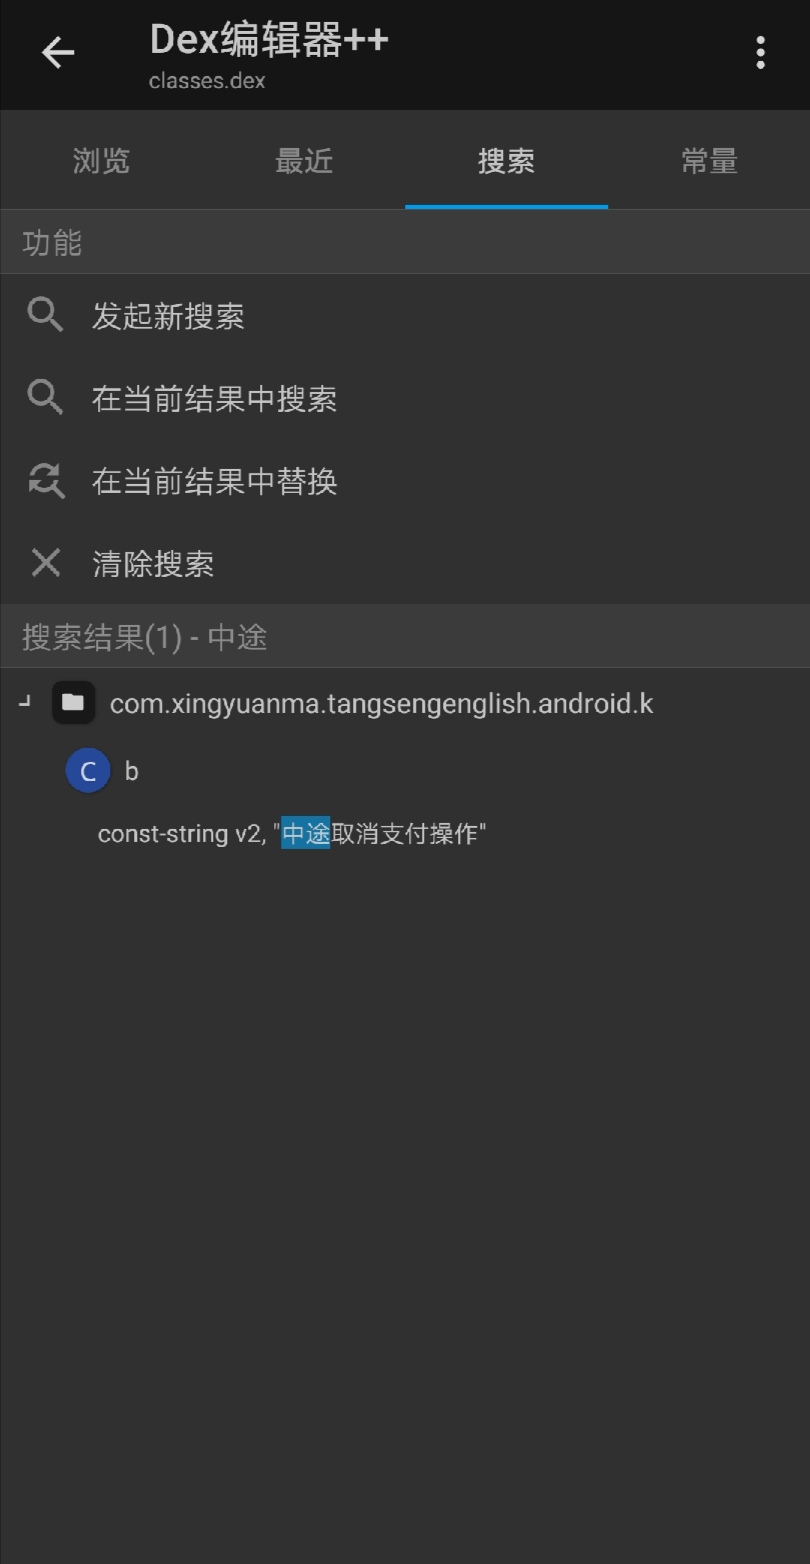 Dex编辑器++
classes.dex
浏览 最近 搜索 常量
功能
发起新搜索
在当前结果中搜索
在当前结果中替换
清除搜索
搜索结果(1) - 中途
com.xingyuanma.tangsengenglish.android.k
C b
const-string v2, "中途取消支付操作"